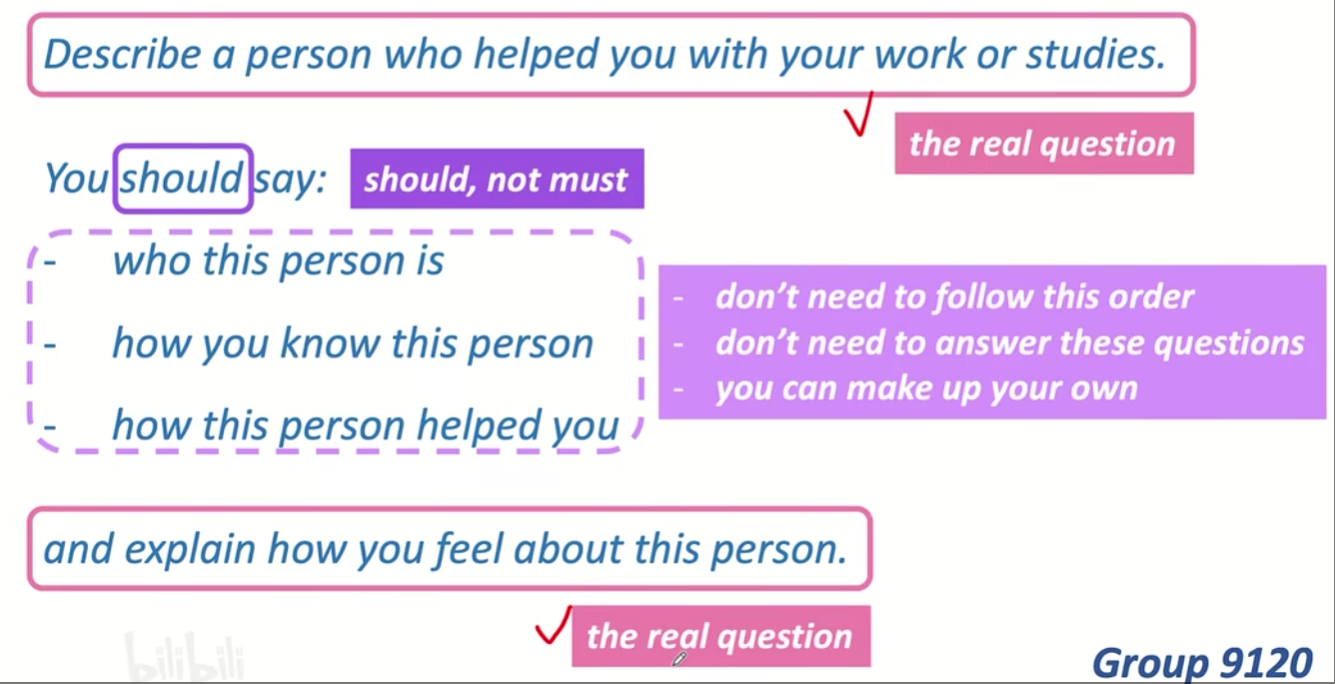 Describe a person who helped you with your work or studies.
the real question
You should say:
should, not must
- who this person is
- how you know this person
- how this person helped you
- don't need to follow this order
- don't need to answer these questions
- you can make up your own
and explain how you feel about this person.
the real question
bilibili
Group 9120